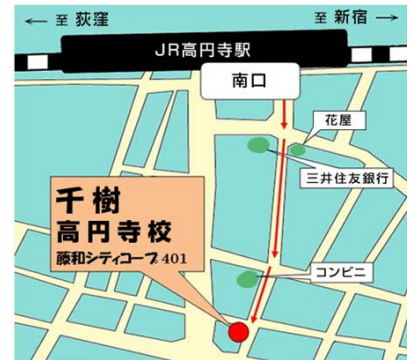 ← 至 荻窪
至 新宿 →
JR高円寺駅
南口
花屋
三井住友銀行
千樹
高円寺校
藤和シティコープ401
コンビニ